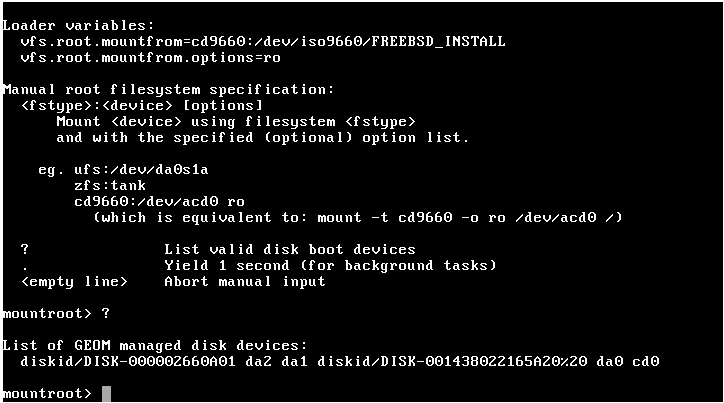 Loader variables:
vfs.root.mountfrom=cd9660:/dev/iso9660/FREEBSD_INSTALL
vfs.root.mountfrom.options=ro
Manual root filesystem specification:
<fstype>:<device> [options]
Mount <device> using filesystem <fstype>
and with the specified (optional) option list.
eg. ufs:/dev/da0s1a
zfs:tank
cd9660:/dev/acd0 ro
(which is equivalent to: mount -t cd9660 -o ro /dev/acd0 /)
? List valid disk boot devices
. Yield 1 second (for background tasks)
<empty line> Abort manual input
mountroot> ?
List of GEOM managed disk devices:
diskid/DISK-000002660A01 da2 da1 diskid/DISK-001438022165A20%20 da0 cd0
mountroot>